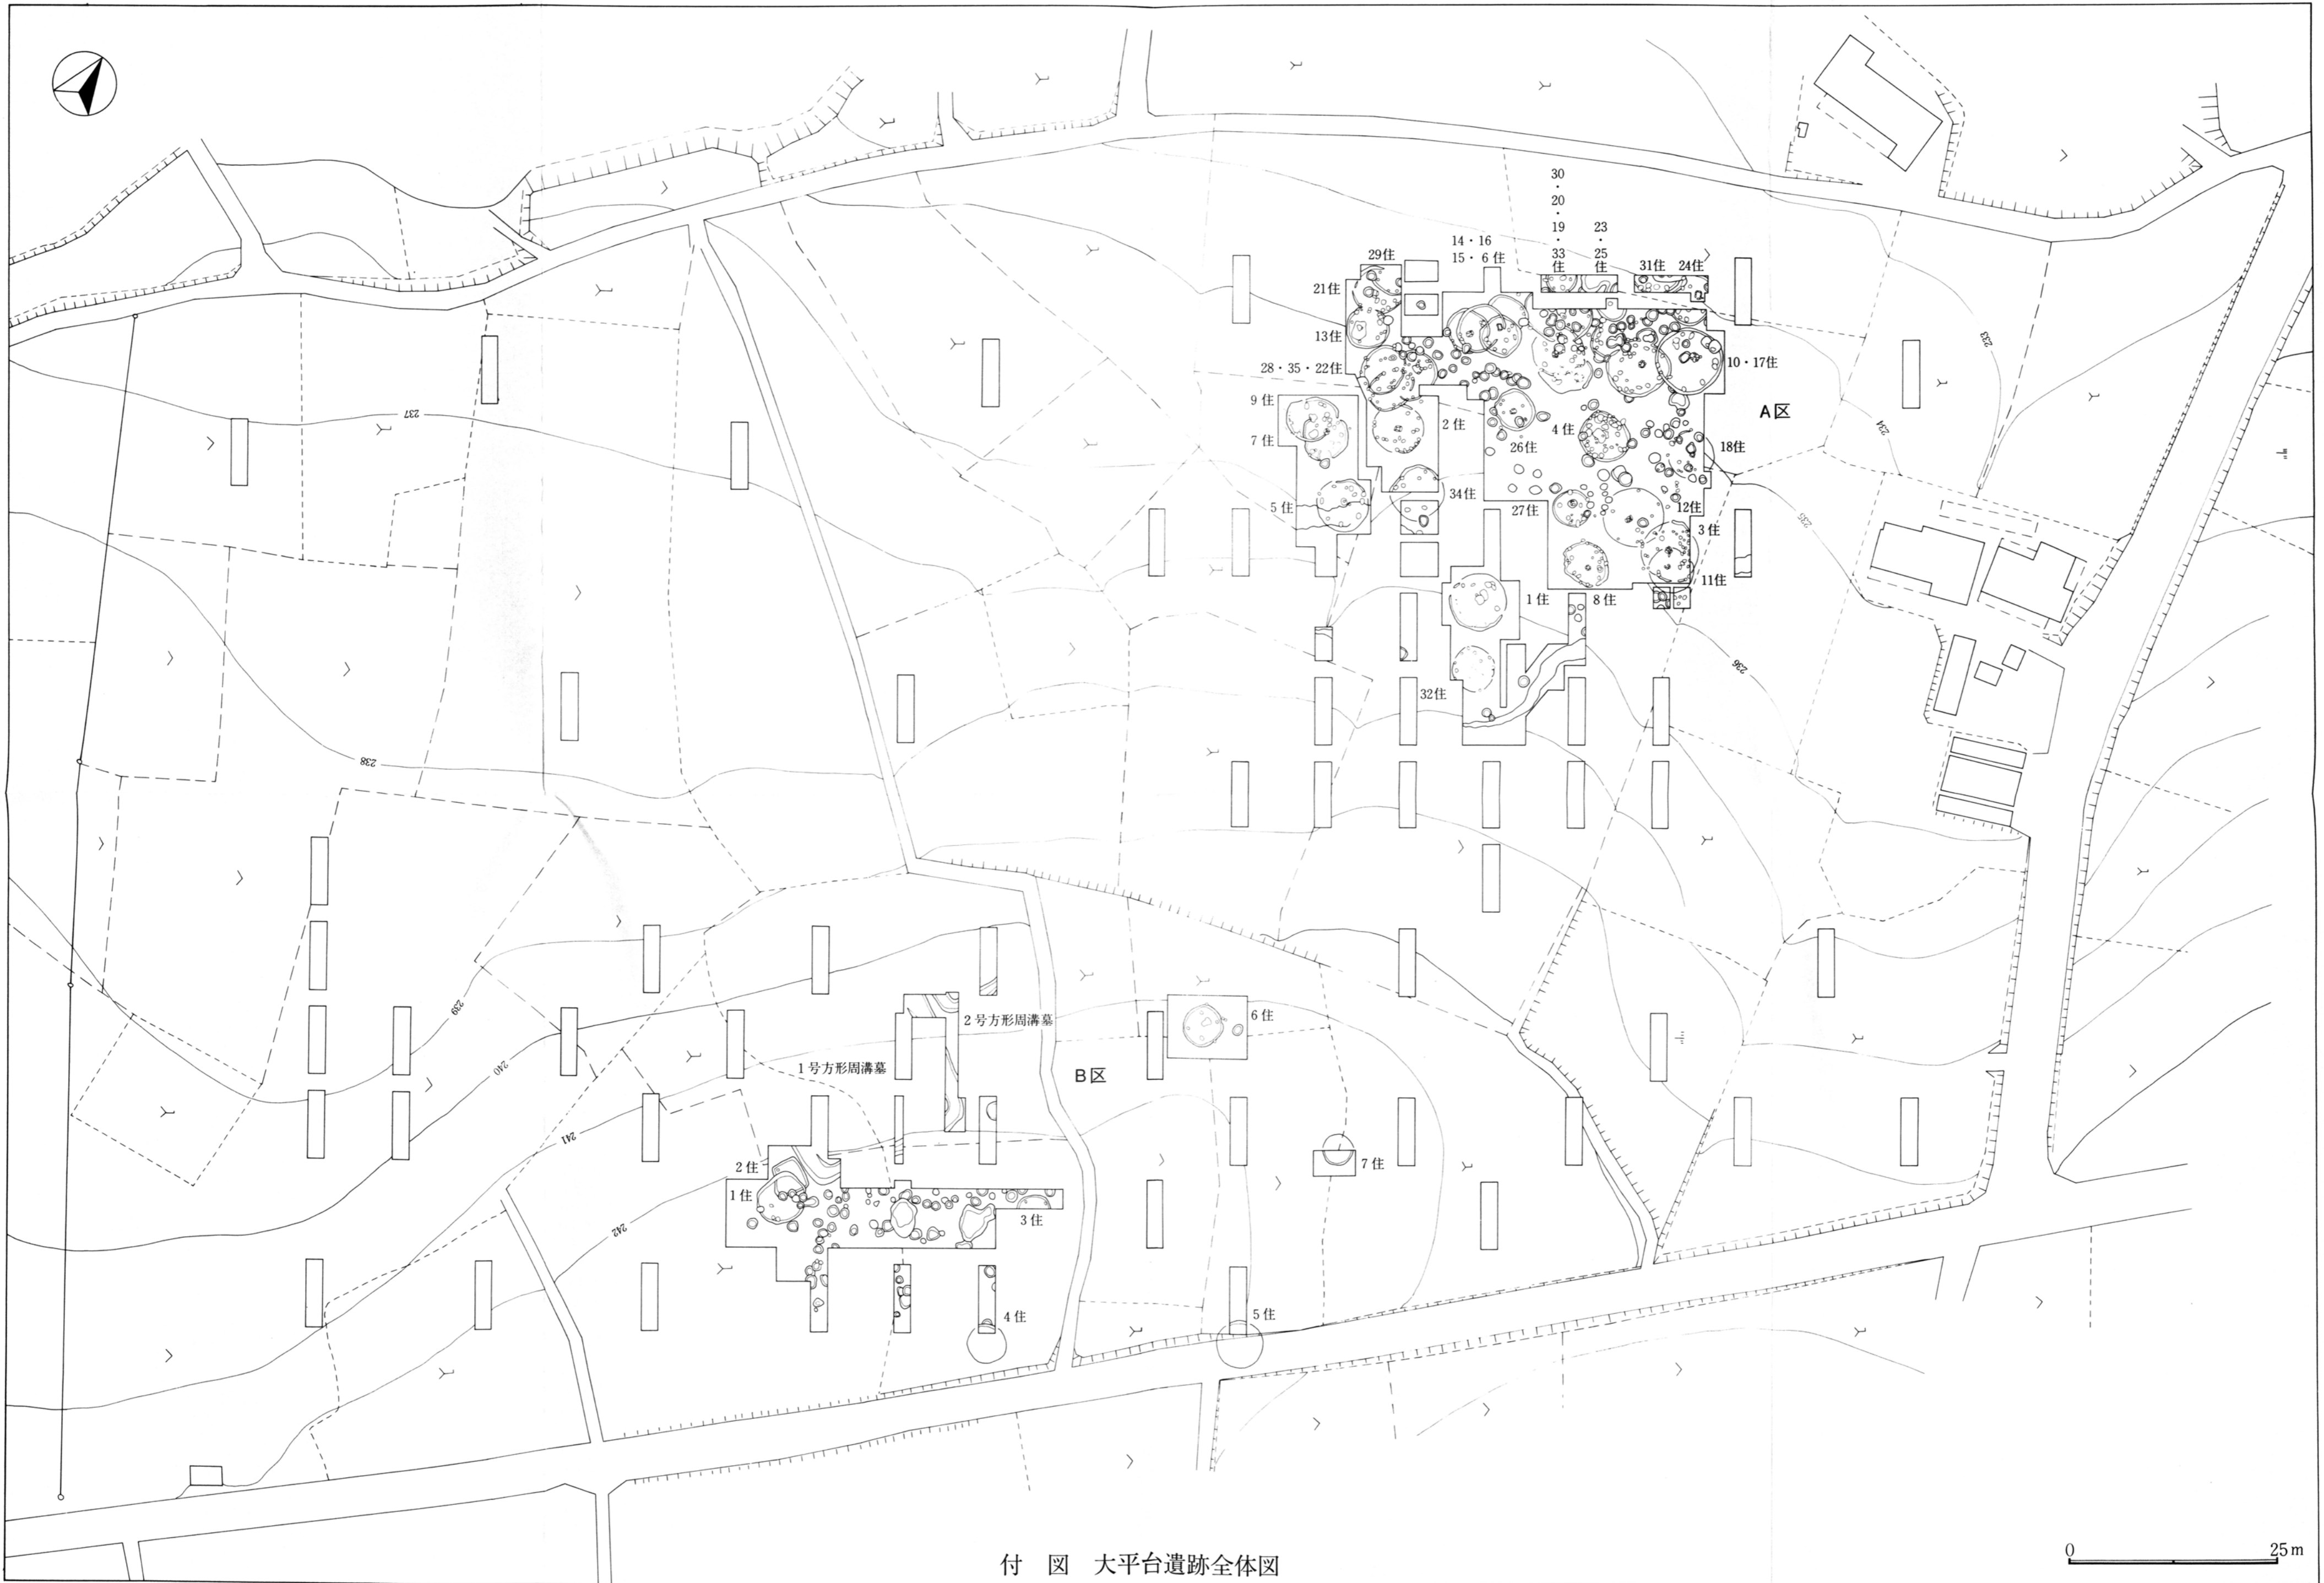 30・20・19・33住
23・25住
14・16
15・6住
29住
31住
24住
21住
13住
10・17住
28・35・22住
9住
7住
2住
4住
26住
A区
18住
34住
5住
27住
12住
3住
11住
1住
8住
32住
233
234
235
236
237
238
239
240
241
242
2号方形周溝墓
1号方形周溝墓
B区
6住
7住
2住
1住
3住
4住
5住
付 図 大平台遺跡全体図
0 25m